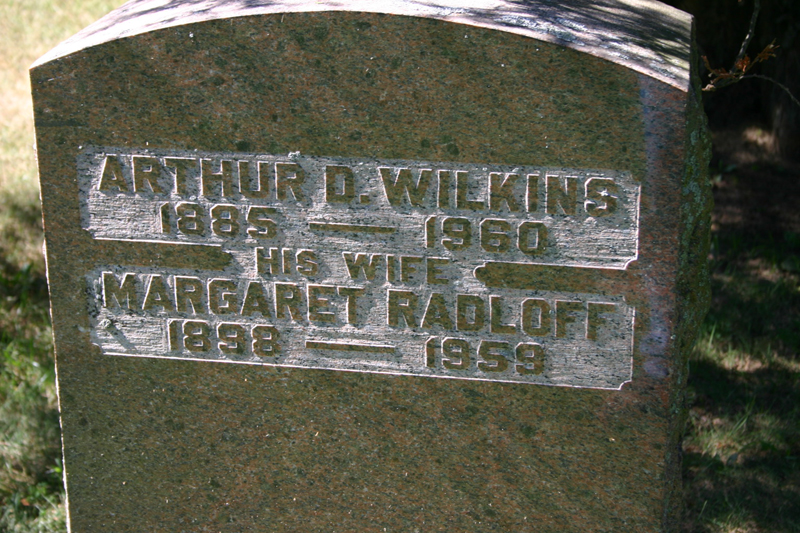 ARTHUR D. WILKINS
1885 — 1960
HIS WIFE
MARGARET RADLOFF
1898 — 1959